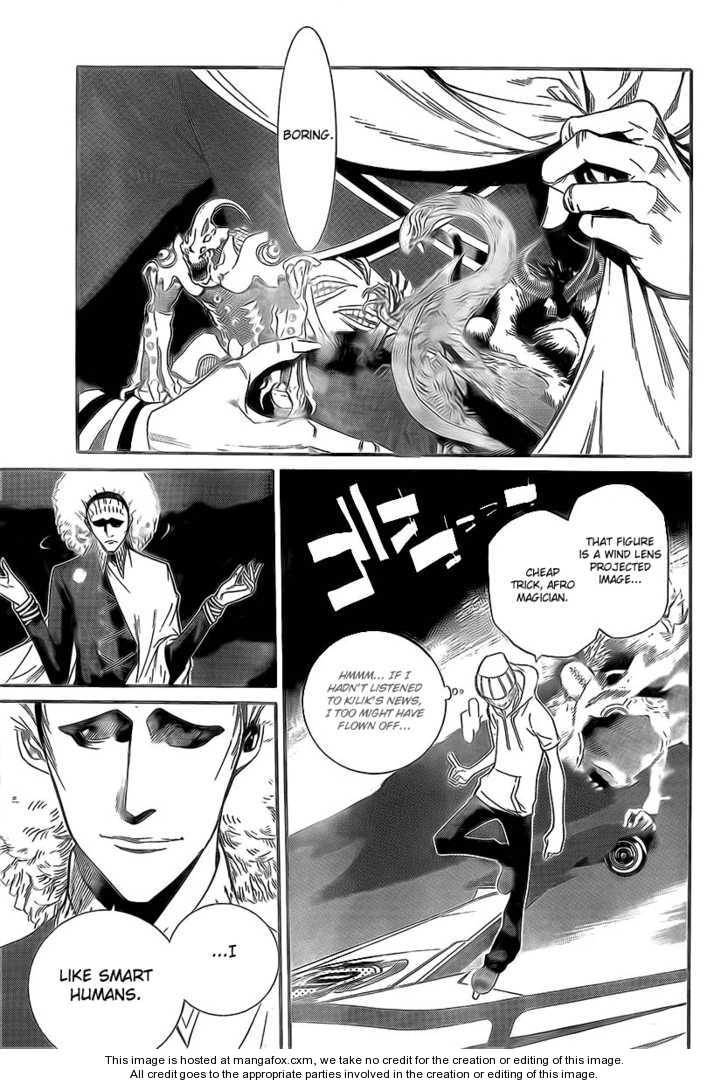 BORING.
THAT FIGURE
IS A WIND LENS
PROJECTED
IMAGE...
CHEAP
TRICK, AFRO
MAGICIAN.
ゴゴ
HMMM... IF I
HADN'T LISTENED
TO KILIK'S NEWS,
I TOO MIGHT HAVE
FLOWN OFF...
...I
LIKE SMART
HUMANS.
This image is hosted at mangafox.cxm, we take no credit for the creation or editing of this image.
All credit goes to the appropriate parties involved in the creation or editing of this image.